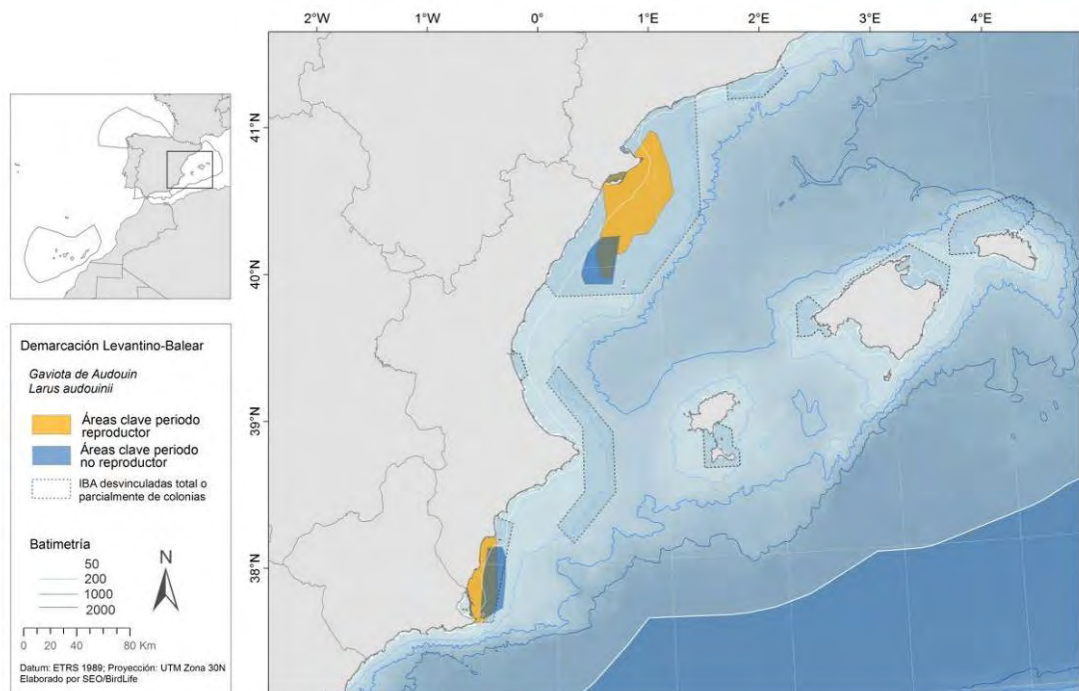 2°W 1°W 0° 1°E 2°E 3°E 4°E
41°N
40°N
39°N
38°N
Demarcación Levantino-Balear
Gaviota de Audouin
Larus audouinii
Áreas clave periodo
reproductor
Áreas clave periodo
no reproductor
IBA desvinculadas total o
parcialmente de colonias
Batimetría
50
200
1000
2000
N
0 10 20 40 60 80 Km
Datum: ETRS 1989; Proyección: UTM Zona 30N
Elaborado por SEO/BirdLife